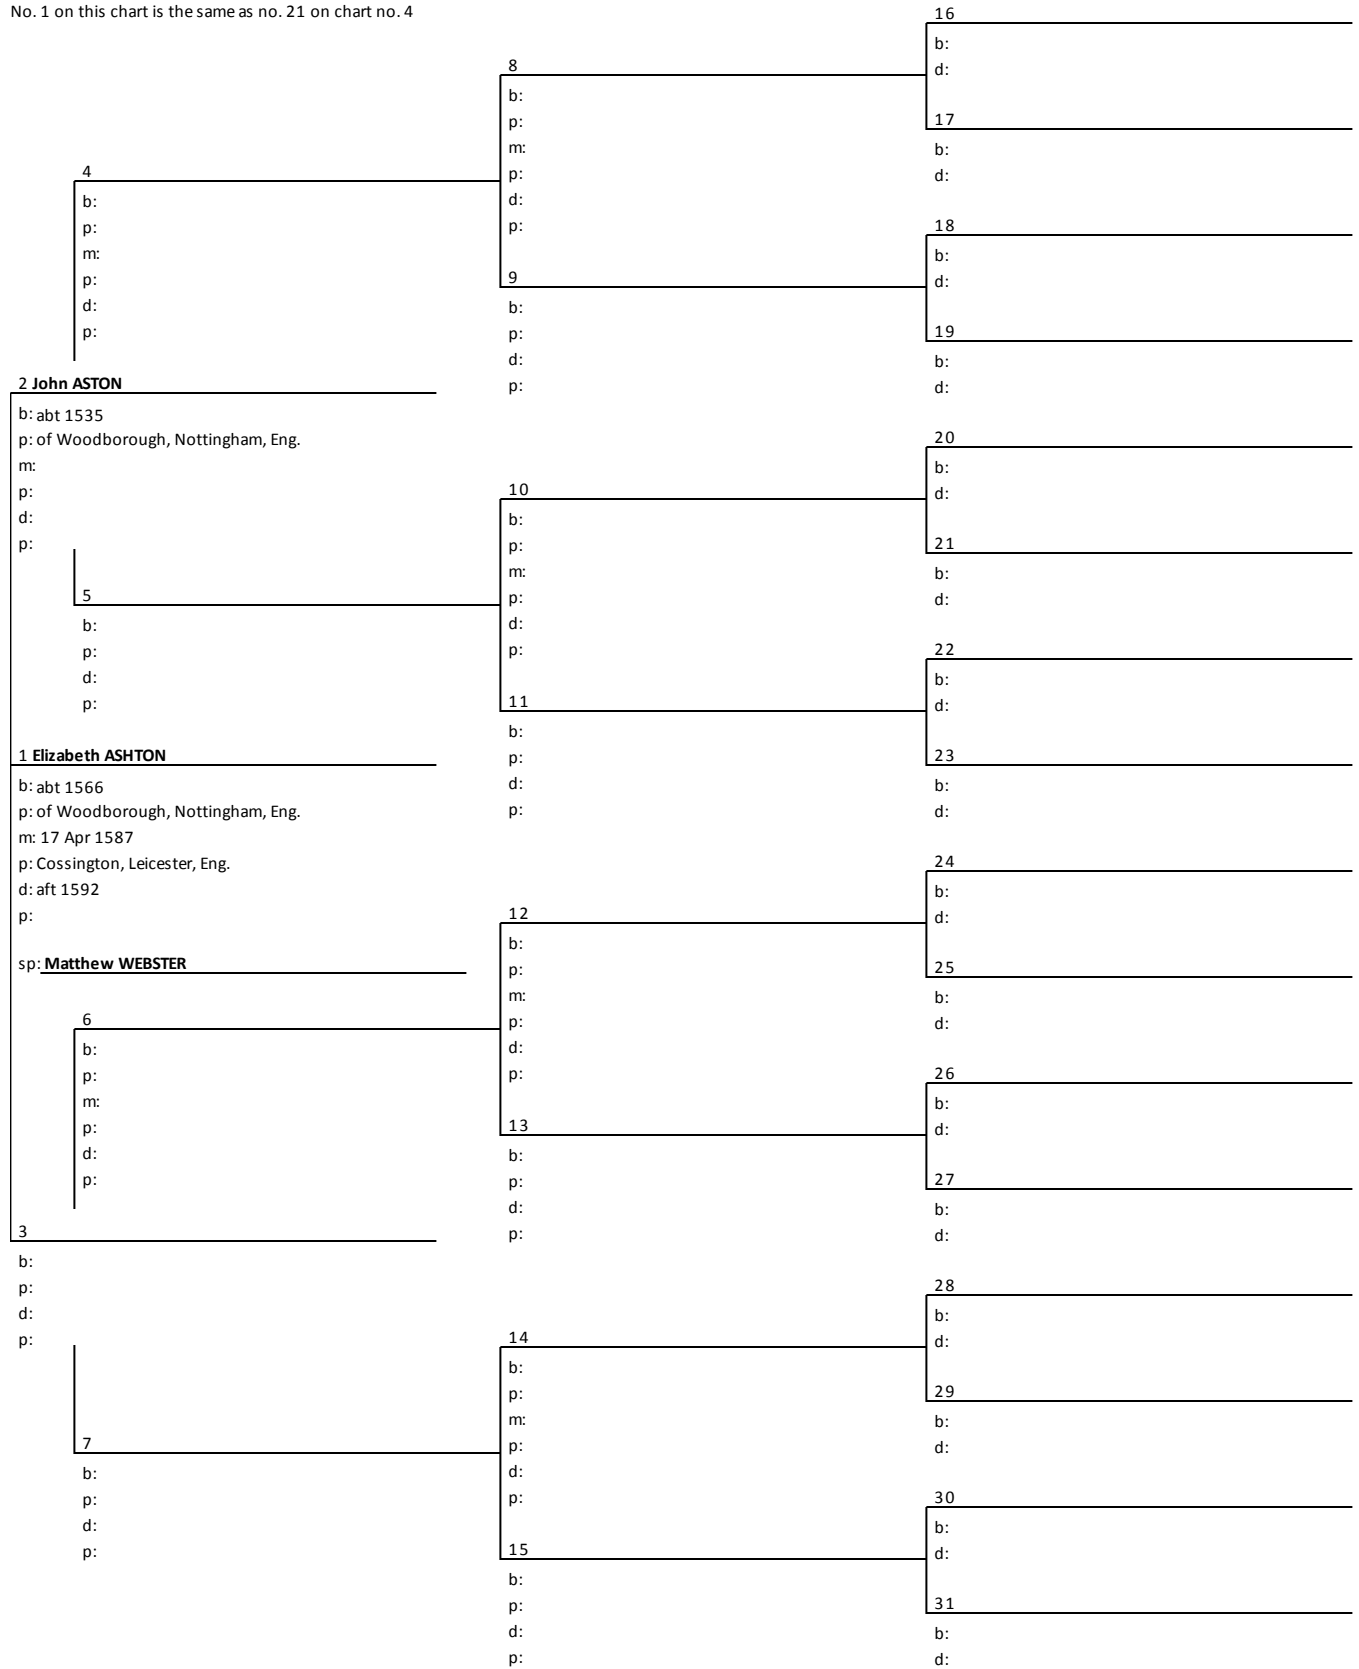 No. 1 on this chart is the same as no. 21 on chart no. 4
2 John ASTON
b: abt 1535
p: of Woodborough, Nottingham, Eng.
m:
p:
d:
p:
1 Elizabeth ASHTON
b: abt 1566
p: of Woodborough, Nottingham, Eng.
m: 17 Apr 1587
p: Cossington, Leicester, Eng.
d: aft 1592
p:
sp: Matthew WEBSTER
3
b:
p:
d:
p:
4
b:
p:
m:
p:
d:
p:
5
b:
p:
d:
p:
6
b:
p:
m:
p:
d:
p:
7
b:
p:
d:
p:
8
b:
p:
m:
p:
d:
p:
9
b:
p:
d:
p:
10
b:
p:
m:
p:
d:
p:
11
b:
p:
d:
p:
12
b:
p:
m:
p:
d:
p:
13
b:
p:
d:
p:
14
b:
p:
m:
p:
d:
p:
15
b:
p:
d:
p:
16
b:
d:
17
b:
d:
18
b:
d:
19
b:
d:
20
b:
d:
21
b:
d:
22
b:
d:
23
b:
d:
24
b:
d:
25
b:
d:
26
b:
d:
27
b:
d:
28
b:
d:
29
b:
d:
30
b:
d:
31
b:
d: